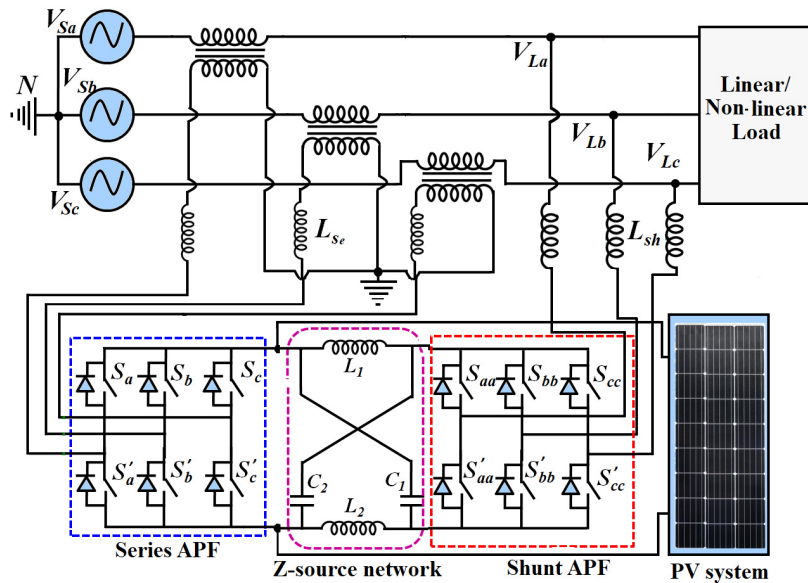 V_Sa
V_La
N
V_Sb
Linear/
Non-linear
Load
V_Lb
V_Lc
V_Sc
L_se
L_sh
L_1
S_a
S_b
S_c
S_aa
S_bb
S_cc
S'_a
S'_b
S'_c
C_2
C_1
S'_aa
S'_bb
S'_cc
L_2
Series APF
Z-source network
Shunt APF
PV system